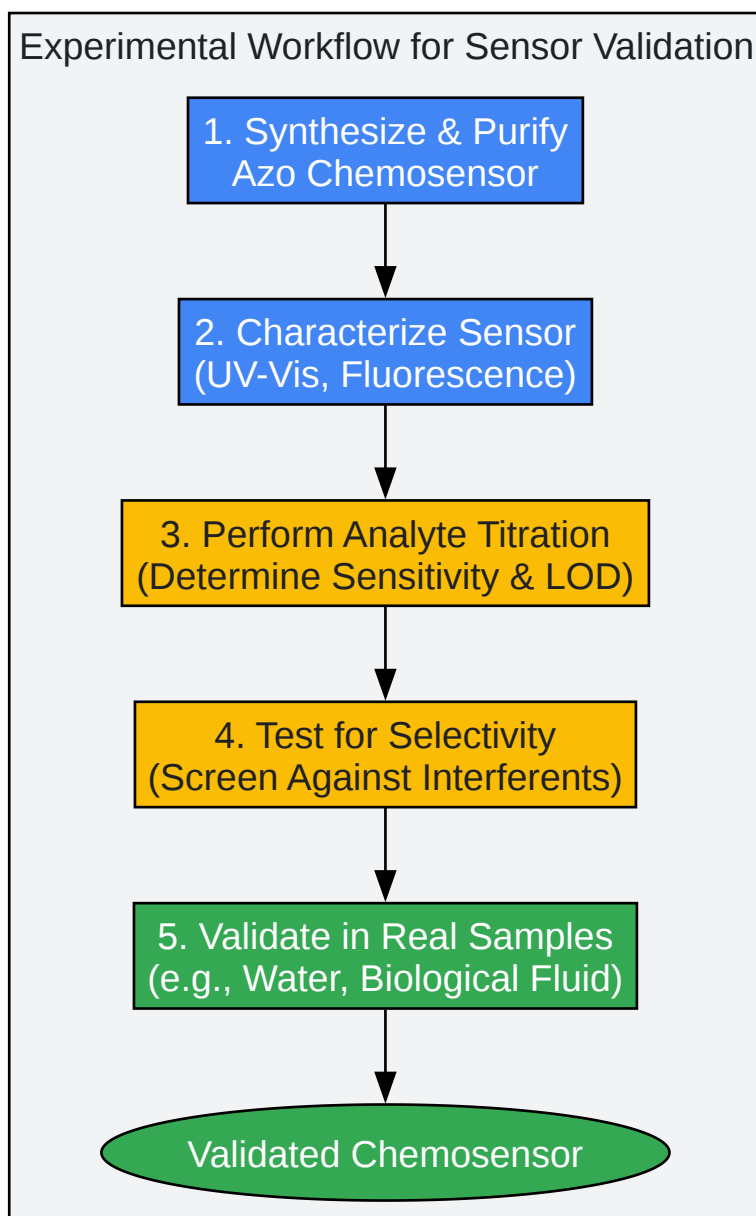 Experimental Workflow for Sensor Validation
1. Synthesize & Purify
Azo Chemosensor
2. Characterize Sensor
(UV-Vis, Fluorescence)
3. Perform Analyte Titration
(Determine Sensitivity & LOD)
4. Test for Selectivity
(Screen Against Interferents)
5. Validate in Real Samples
(e.g., Water, Biological Fluid)
Validated Chemosensor